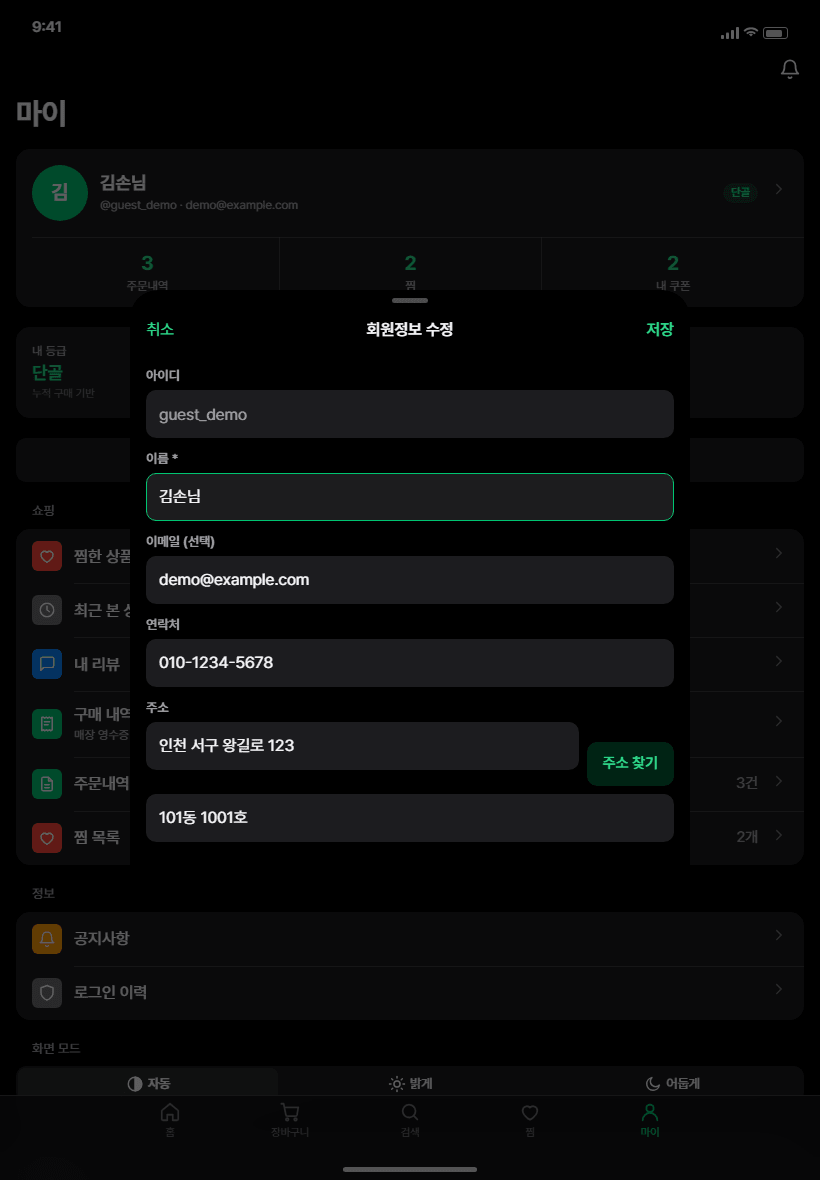 9:41
마이
김
김손님
@guest_demo · demo@example.com
단골
3
주문내역
2
찜
2
내 쿠폰
내 등급
단골
누적 구매 기반
취소
회원정보 수정
저장
아이디
guest_demo
이름 *
김손님
이메일 (선택)
demo@example.com
연락처
010-1234-5678
주소
인천 서구 왕길로 123
주소 찾기
101동 1001호
쇼핑
찜한 상품
최근 본
내 리뷰
구매 내역
매장 영수증
주문내역
3건
찜 목록
2개
정보
공지사항
로그인 이력
화면 모드
자동
밝게
어둡게
홈
장바구니
검색
찜
마이